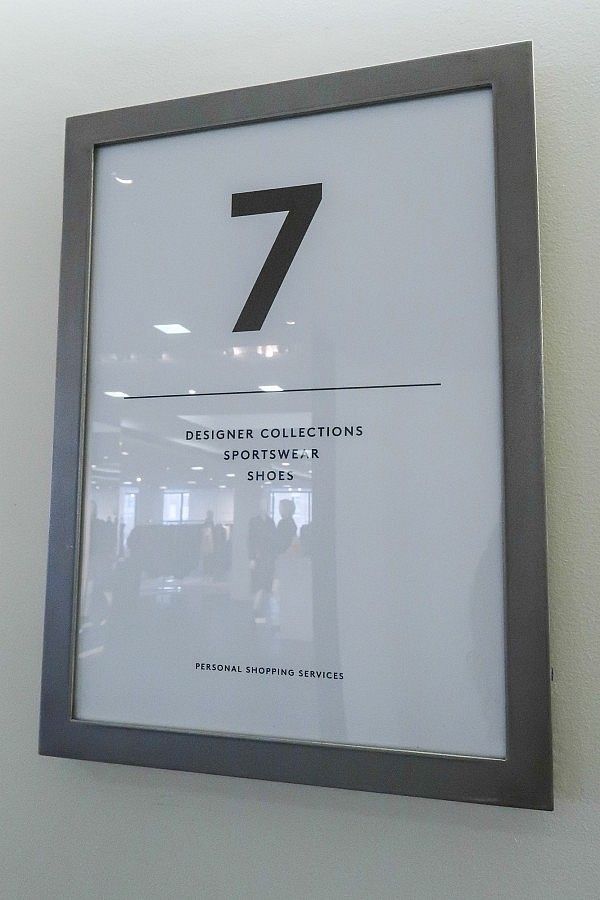 7
DESIGNER COLLECTIONS
SPORTSWEAR
SHOES
PERSONAL SHOPPING SERVICES